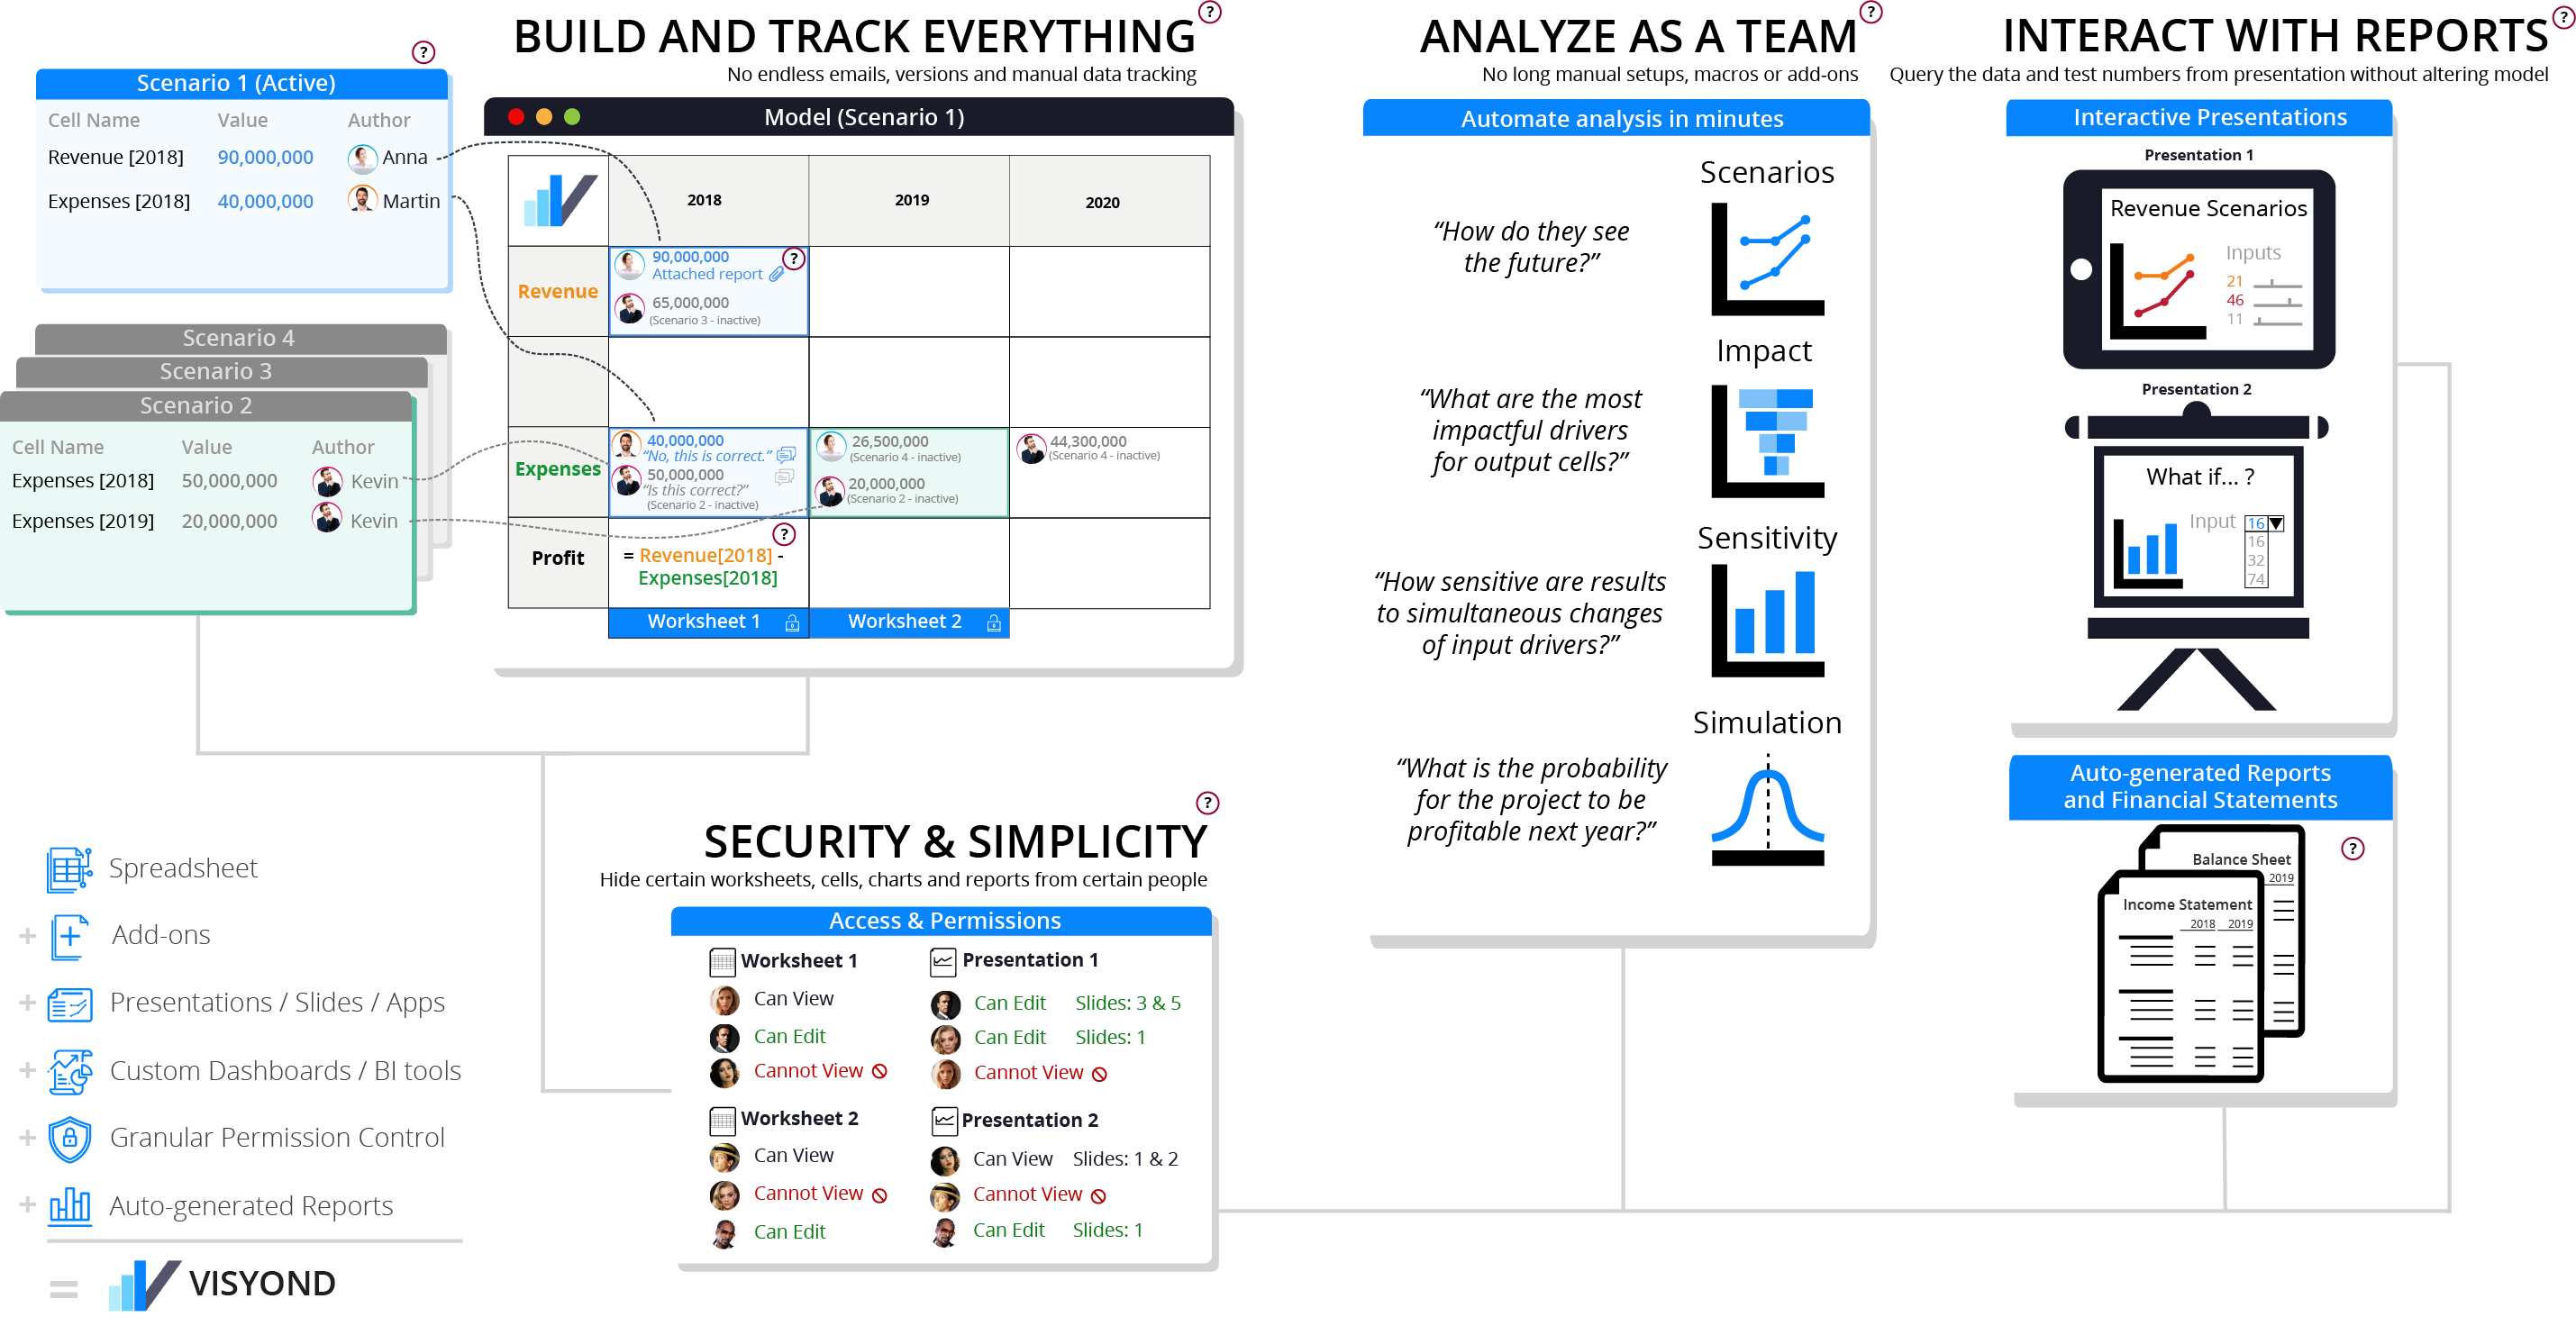 BUILD AND TRACK EVERYTHING ?
No endless emails, versions and manual data tracking
?
Scenario 1 (Active)
Cell Name Value Author
Revenue [2018] 90,000,000 Anna
Expenses [2018] 40,000,000 Martin
Scenario 4
Scenario 3
Scenario 2
Cell Name Value Author
Expenses [2018] 50,000,000 Kevin
Expenses [2019] 20,000,000 Kevin
Model (Scenario 1)
2018 2019 2020
Revenue
90,000,000 ?
Attached report
65,000,000
(Scenario 3 - inactive)
Expenses
40,000,000
“No, this is correct.”
50,000,000
“Is this correct?”
(Scenario 2 - inactive)
26,500,000
(Scenario 4 - inactive)
20,000,000
(Scenario 2 - inactive)
44,300,000
(Scenario 4 - inactive)
Profit
?
= Revenue[2018] -
Expenses[2018]
Worksheet 1 Worksheet 2
ANALYZE AS A TEAM ?
No long manual setups, macros or add-ons
Automate analysis in minutes
Scenarios
“How do they see
the future?”
Impact
“What are the most
impactful drivers
for output cells?”
Sensitivity
“How sensitive are results
to simultaneous changes
of input drivers?”
Simulation
“What is the probability
for the project to be
profitable next year?”
INTERACT WITH REPORTS ?
Query the data and test numbers from presentation without altering model
Interactive Presentations
Presentation 1
Revenue Scenarios
Inputs
21
46
11
Presentation 2
What if... ?
Input 16
16
32
74
Auto-generated Reports
and Financial Statements
?
Balance Sheet
2019
Income Statement
2018 2019
SECURITY & SIMPLICITY ?
Hide certain worksheets, cells, charts and reports from certain people
Access & Permissions
Worksheet 1
Can View
Can Edit
Cannot View
Presentation 1
Can Edit Slides: 3 & 5
Can Edit Slides: 1
Cannot View
Worksheet 2
Can View
Cannot View
Can Edit
Presentation 2
Can View Slides: 1 & 2
Cannot View
Can Edit Slides: 1
Spreadsheet
+ Add-ons
+ Presentations / Slides / Apps
+ Custom Dashboards / BI tools
+ Granular Permission Control
+ Auto-generated Reports
= VISYOND